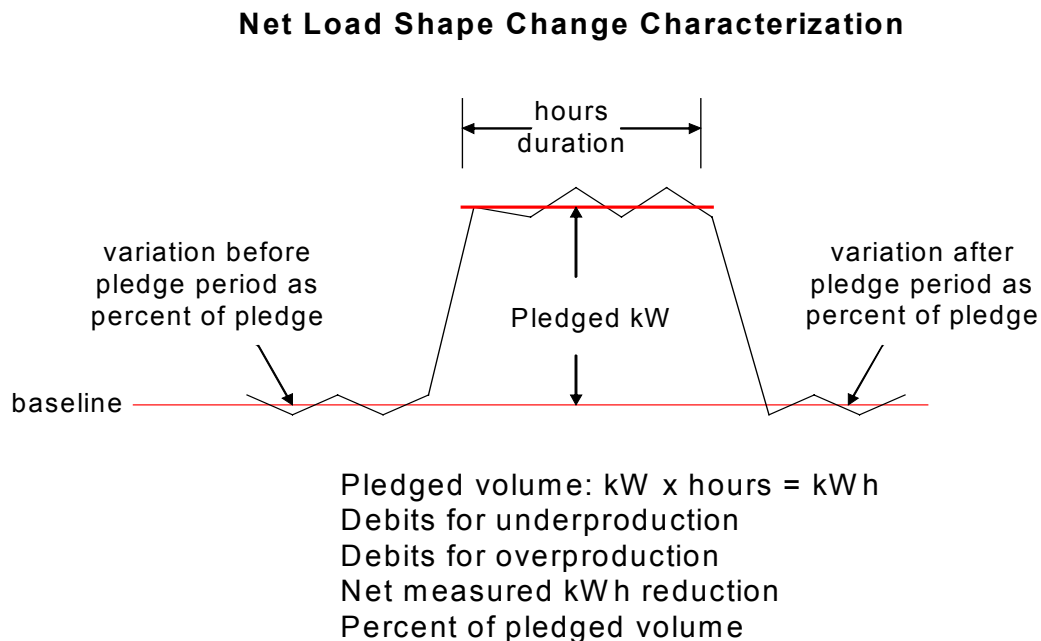 Net Load Shape Change Characterization
hours
duration
variation before
pledge period as
percent of pledge
variation after
pledge period as
percent of pledge
Pledged kW
baseline
Pledged volume: kW x hours = kWh
Debits for underproduction
Debits for overproduction
Net measured kWh reduction
Percent of pledged volume